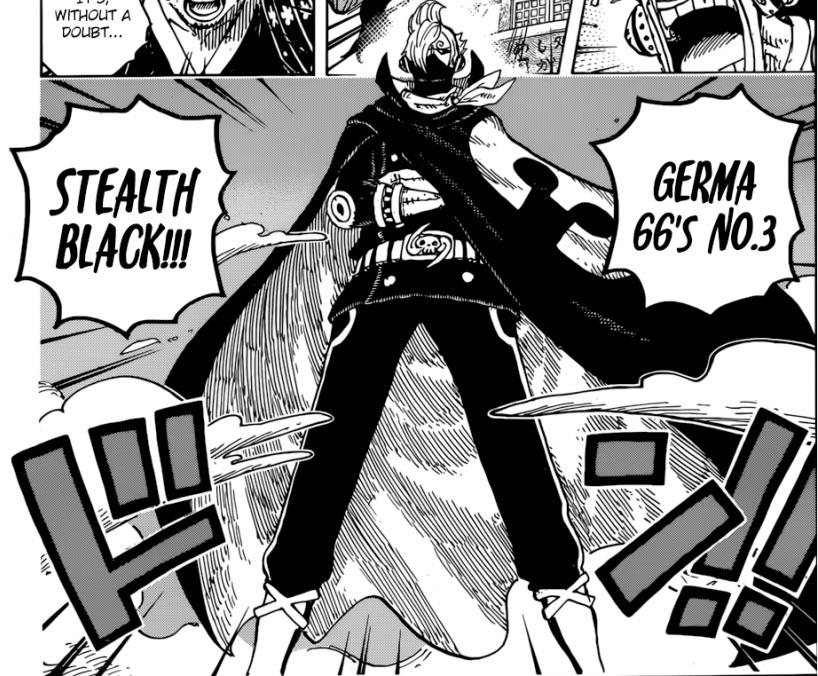 IT'S,
WITHOUT A
DOUBT...
STEALTH
BLACK!!!
GERMA
66'S NO.3
ドン!!